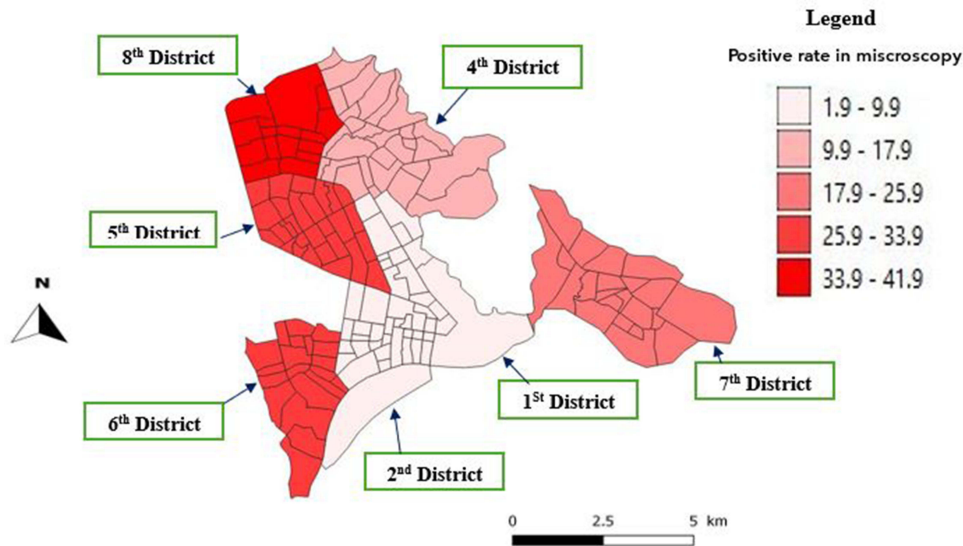 Legend
Positive rate in miscroscopy
1.9 - 9.9
9.9 - 17.9
17.9 - 25.9
25.9 - 33.9
33.9 - 41.9
8th District
4th District
5th District
N
7th District
1St District
6th District
2nd District
0 2.5 5 km